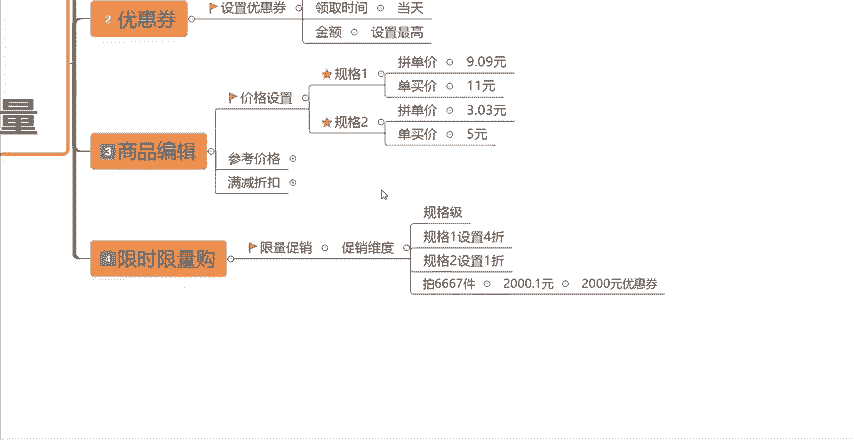 2 优惠券
设置优惠券
领取时间 当天
金额 设置最高
量
3 商品编辑
价格设置
规格1
拼单价 9.09元
单买价 11元
规格2
拼单价 3.03元
单买价 5元
参考价格
满减折扣
4 限时限量购
限量促销 促销维度
规格级
规格1设置4折
规格2设置1折
拍6667件 2000.1元 2000元优惠券